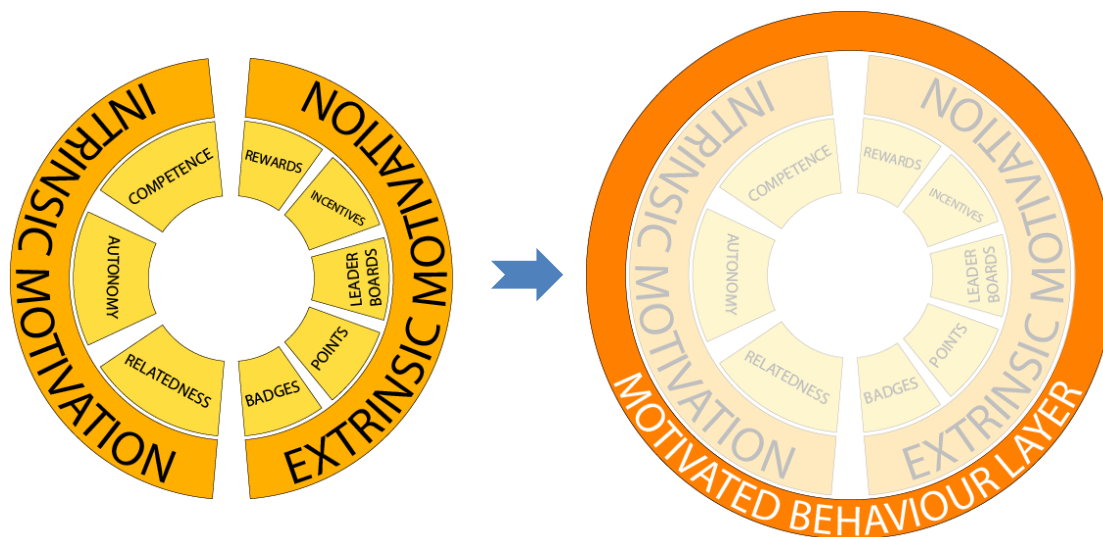 INTRINSIC MOTIVATION
COMPETENCE
AUTONOMY
RELATEDNESS
EXTRINSIC MOTIVATION
REWARDS
INCENTIVES
LEADER
BOARDS
POINTS
BADGES
INTRINSIC MOTIVATION
COMPETENCE
AUTONOMY
RELATEDNESS
EXTRINSIC MOTIVATION
REWARDS
INCENTIVES
LEADER
BOARDS
POINTS
BADGES
MOTIVATED BEHAVIOUR LAYER